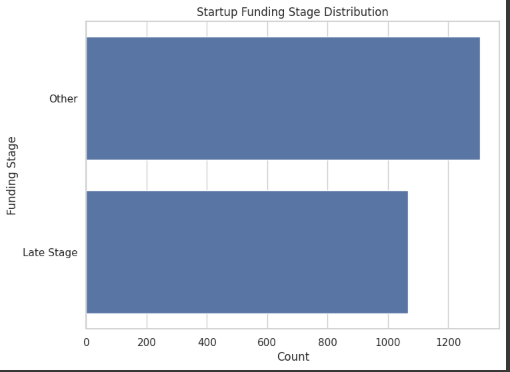 Startup Funding Stage Distribution
Funding Stage
Other
Late Stage
0 200 400 600 800 1000 1200
Count